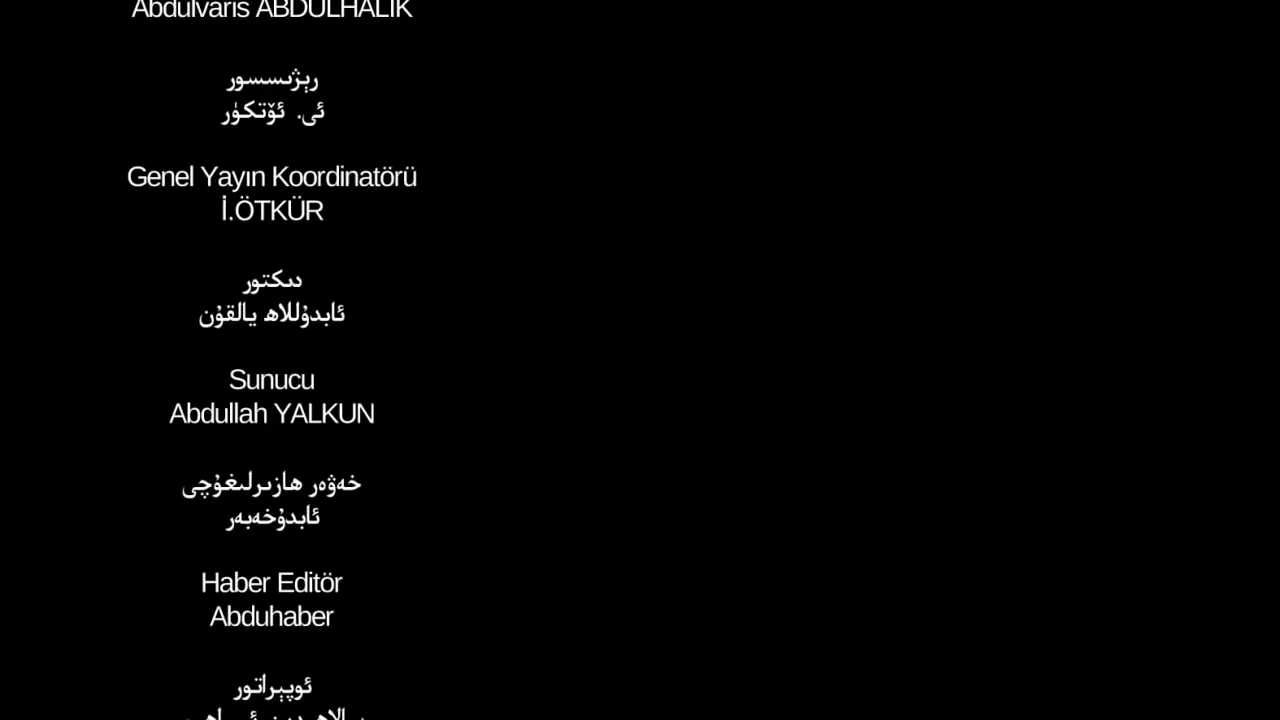 Abdulvaris ABDULHALIK
رېژىسسور
ئى. ئۆتكۈر
Genel Yayın Koordinatörü
İ.ÖTKÜR
دىكتور
ئابدۇللاھ يالقۇن
Sunucu
Abdullah YALKUN
خەۋەر ھازىرلىغۇچى
ئابدۇخەبەر
Haber Editör
Abduhaber
ئوپېراتور